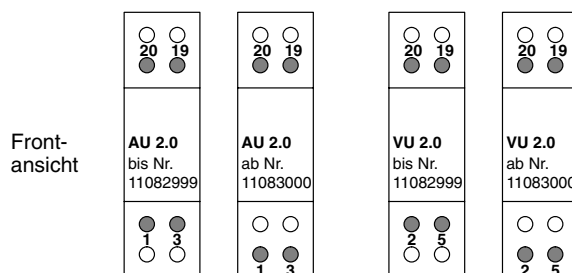 20 19
20 19
20 19
20 19
Front-
ansicht
AU 2.0
bis Nr.
11082999
AU 2.0
ab Nr.
11083000
VU 2.0
bis Nr.
11082999
VU 2.0
ab Nr.
11083000
1 3
1 3
2 5
2 5